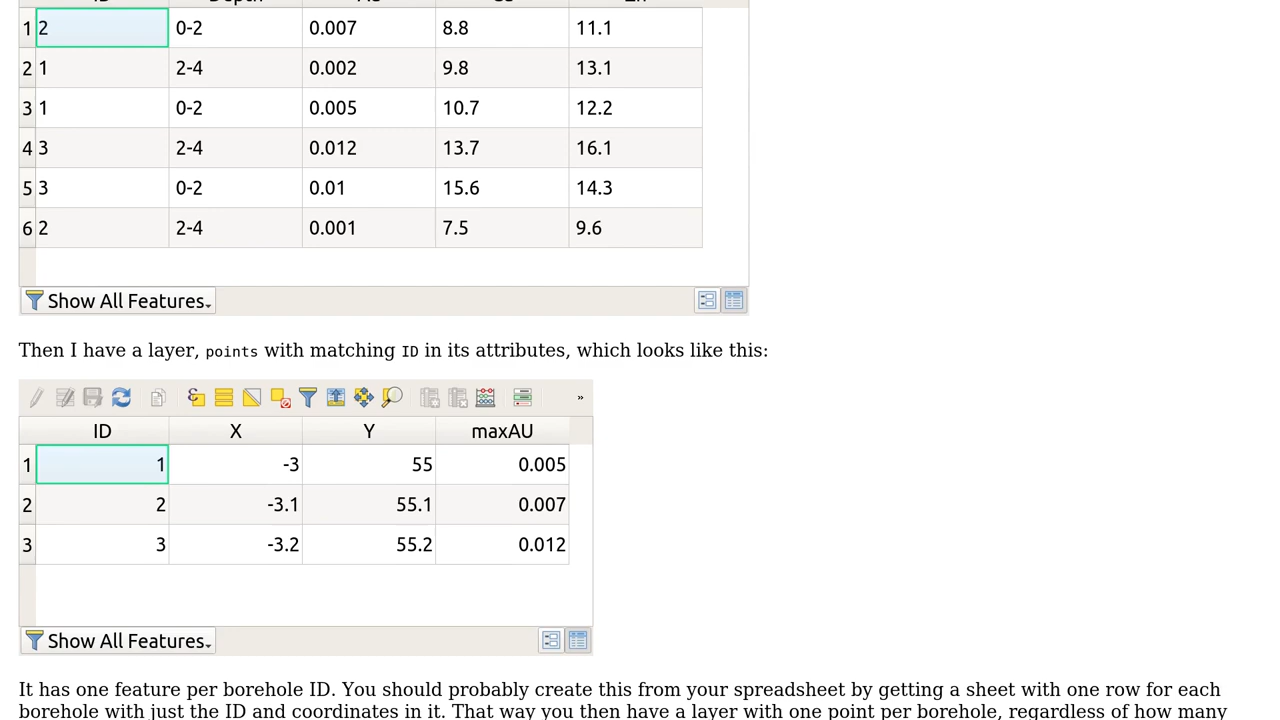 1 2 0-2 0.007 8.8 11.1
2 1 2-4 0.002 9.8 13.1
3 1 0-2 0.005 10.7 12.2
4 3 2-4 0.012 13.7 16.1
5 3 0-2 0.01 15.6 14.3
6 2 2-4 0.001 7.5 9.6
Show All Features
Then I have a layer, points with matching ID in its attributes, which looks like this:
»
ID X Y maxAU
1 1 -3 55 0.005
2 2 -3.1 55.1 0.007
3 3 -3.2 55.2 0.012
Show All Features
It has one feature per borehole ID. You should probably create this from your spreadsheet by getting a sheet with one row for each
borehole with just the ID and coordinates in it. That way you then have a layer with one point per borehole, regardless of how many